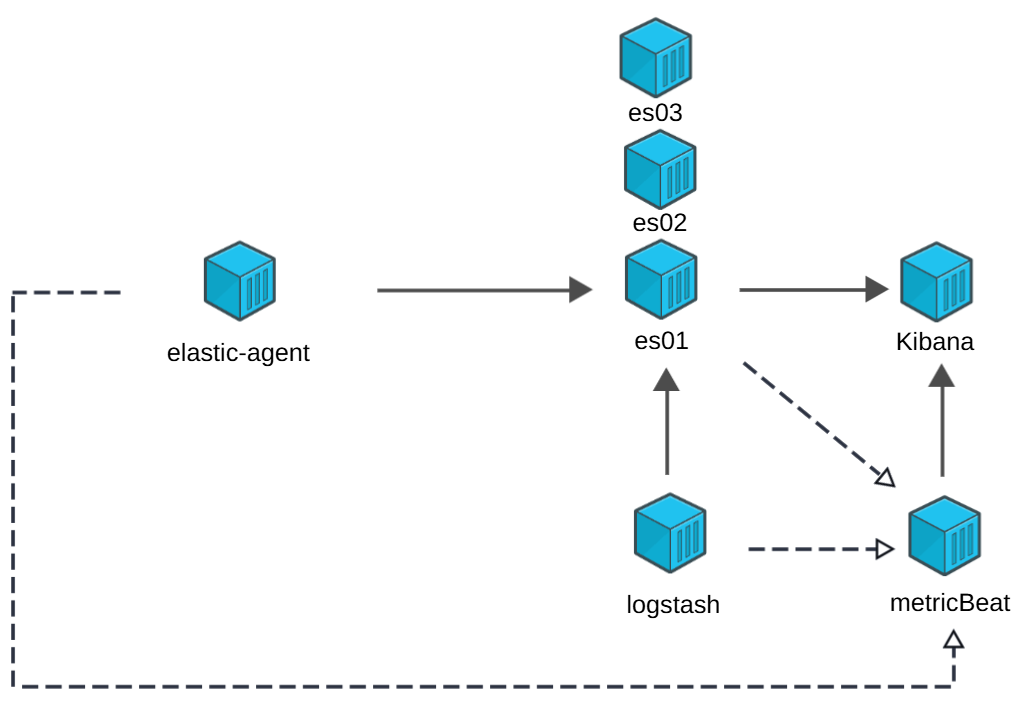 es03
es02
es01
Kibana
elastic-agent
logstash
metricBeat